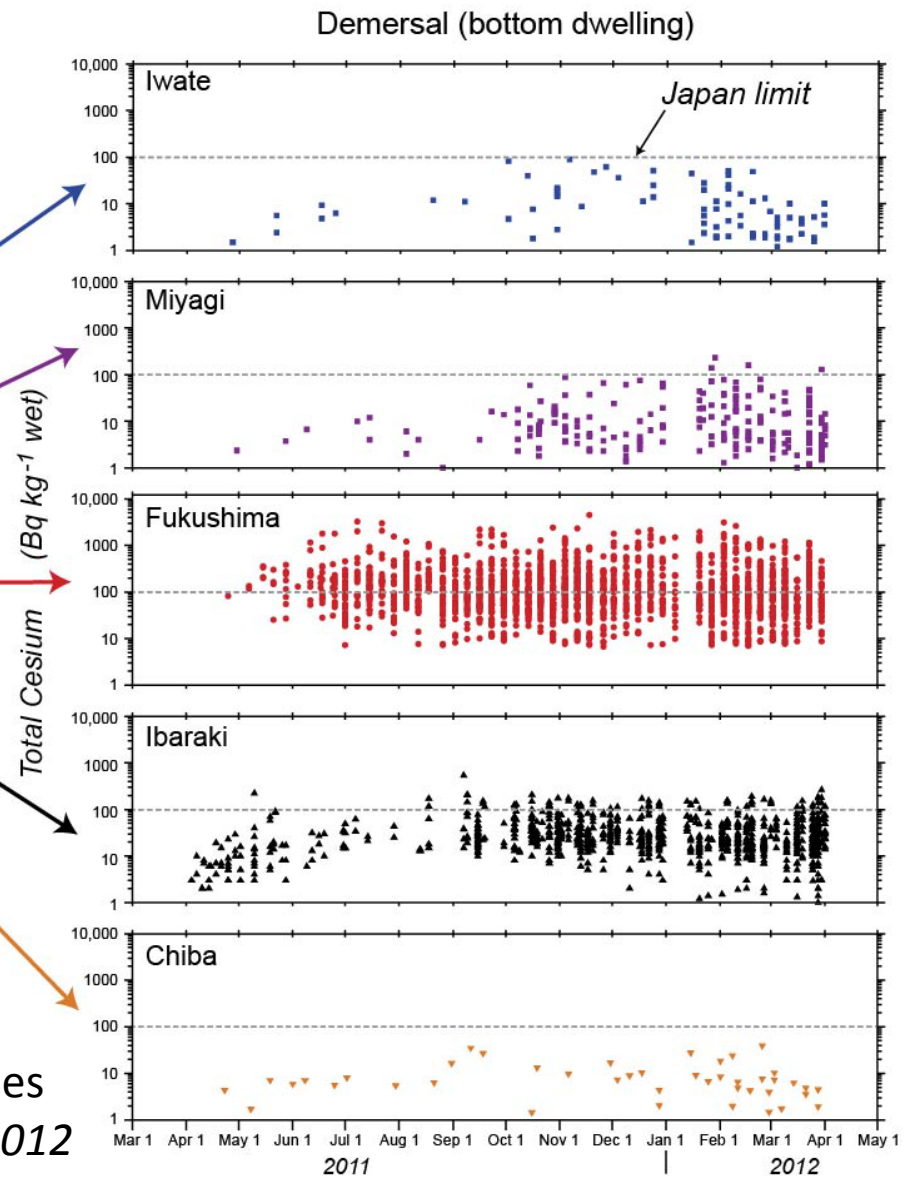 Demersal (bottom dwelling)
10,000
1000
100
10
1
Iwate
Japan limit
10,000
1000
100
10
1
Miyagi
10,000
1000
100
10
1
Fukushima
Total Cesium (Bq kg⁻¹ wet)
10,000
1000
100
10
1
Ibaraki
10,000
1000
100
10
1
Chiba
es
012
Mar 1 Apr 1 May 1 Jun 1 Jul 1 Aug 1 Sep 1 Oct 1 Nov 1 Dec 1 Jan 1 Feb 1 Mar 1 Apr 1 May 1
2011 2012